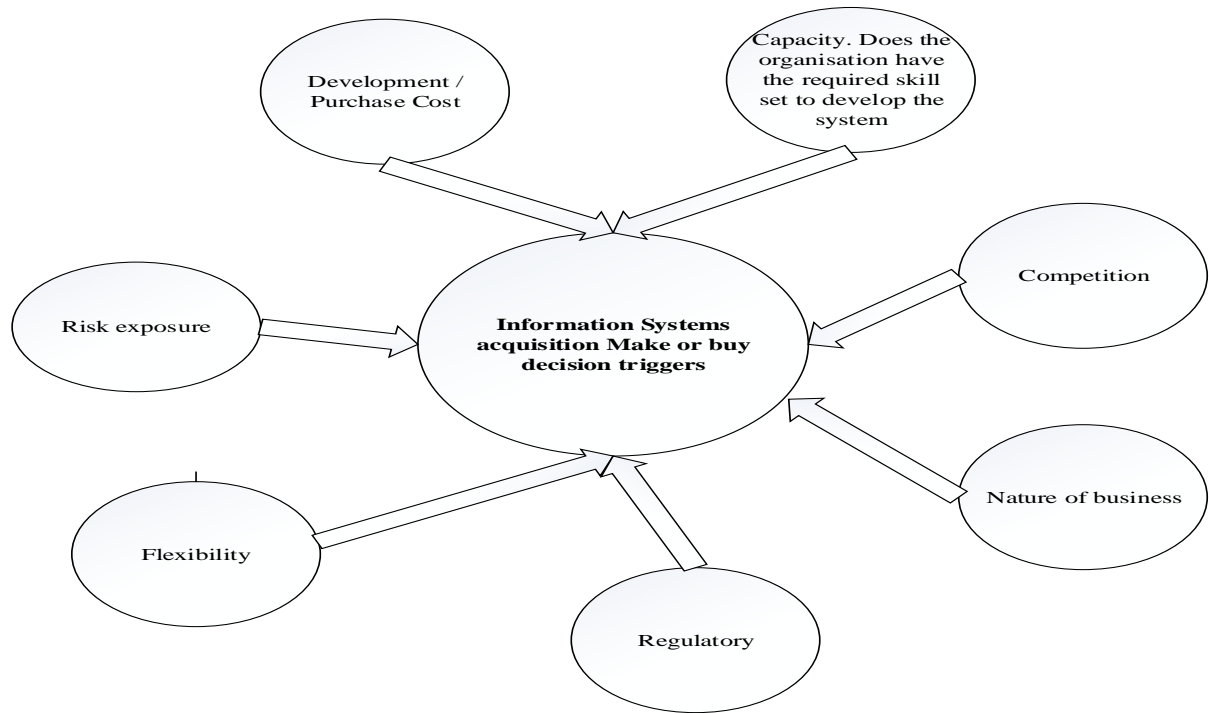 Development /
Purchase Cost
Capacity. Does the
organisation have
the required skill
set to develop the
system
Competition
Risk exposure
Information Systems
acquisition Make or buy
decision triggers
Nature of business
Flexibility
Regulatory